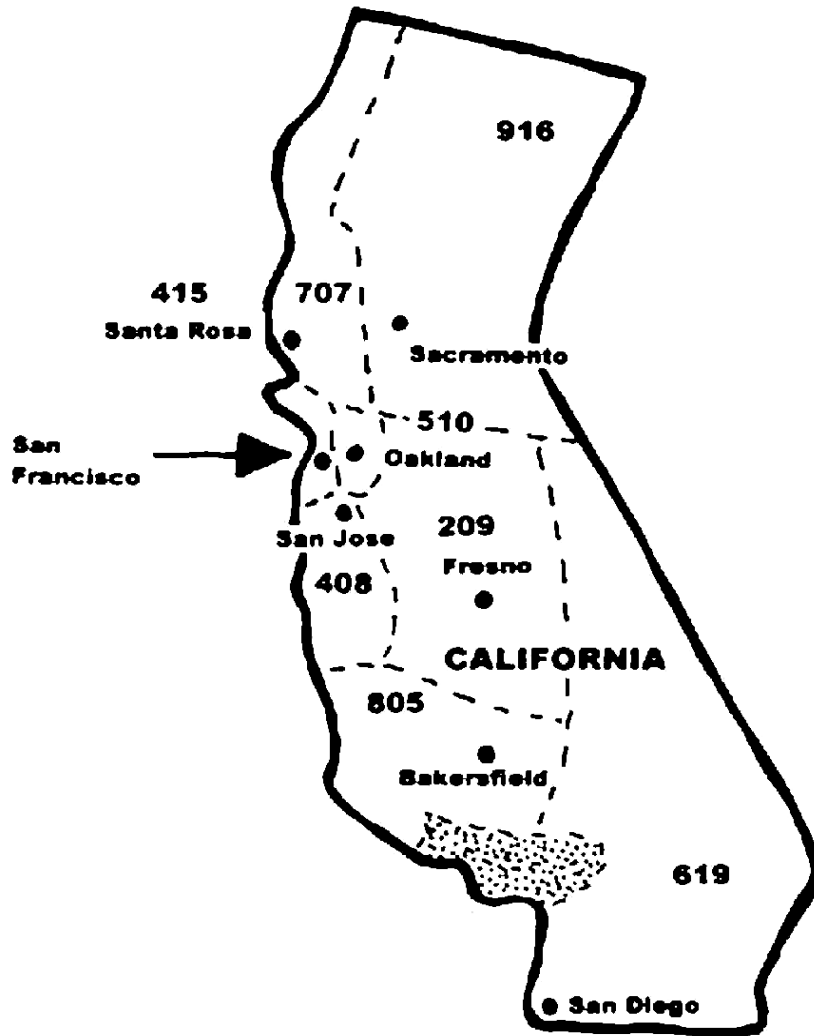 916
415
707
Santa Rosa
Sacramento
510
San
Francisco
Oakland
209
San Jose
Fresno
408
CALIFORNIA
805
Bakersfield
619
San Diego